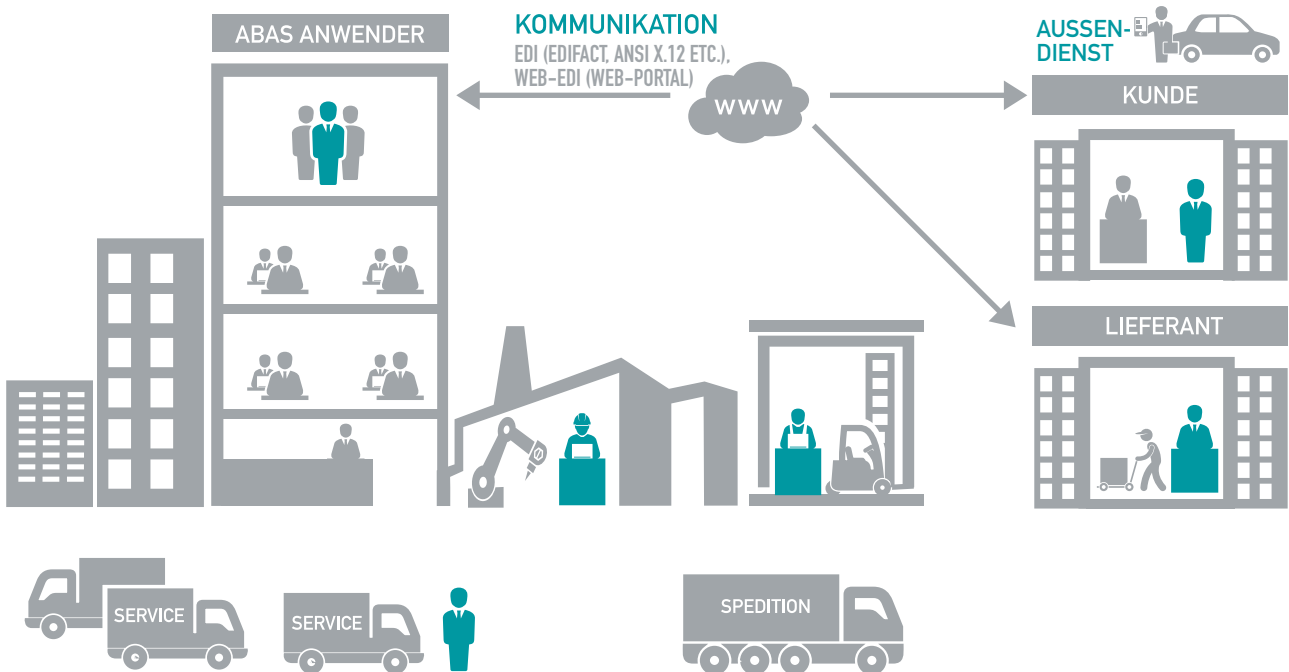 ABAS ANWENDER
KOMMUNIKATION
EDI (EDIFACT, ANSI X.12 ETC.),
WEB-EDI (WEB-PORTAL)
WWW
AUSSEN-
DIENST
KUNDE
LIEFERANT
SERVICE
SERVICE
SPEDITION